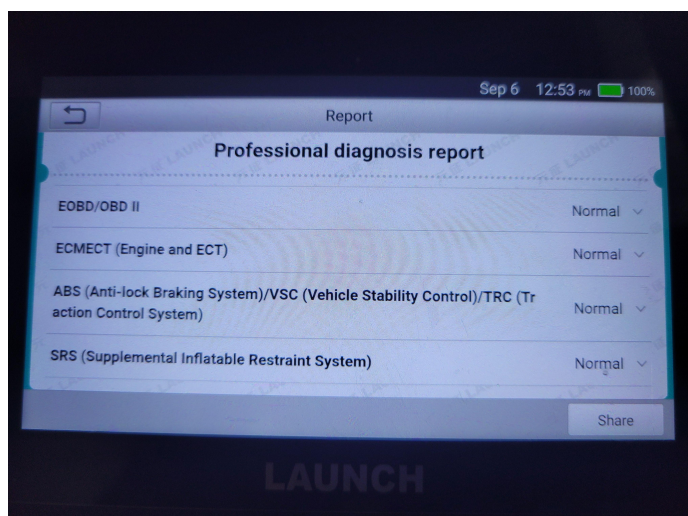 Sep 6 12:53 PM 100%
Report
Professional diagnosis report
EOBD/OBD II Normal
ECMECT (Engine and ECT) Normal
ABS (Anti-lock Braking System)/VSC (Vehicle Stability Control)/TRC (Tr
action Control System) Normal
SRS (Supplemental Inflatable Restraint System) Normal
Share
LAUNCH